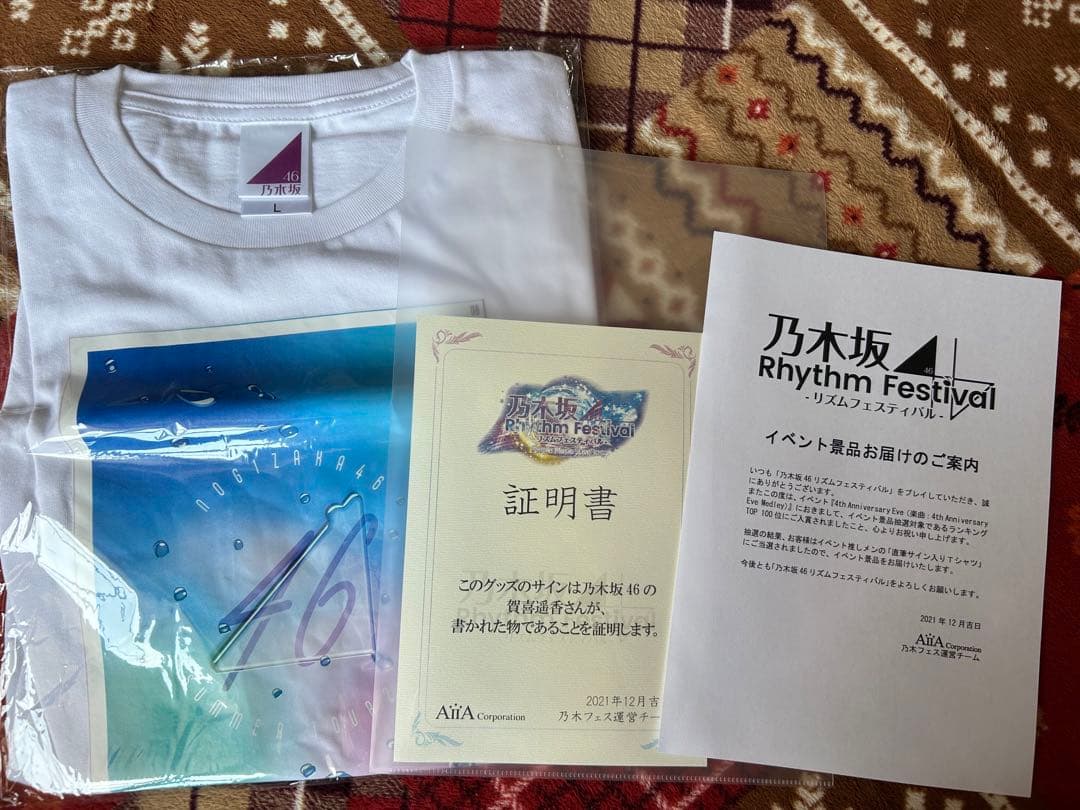 46
乃木坂
L
NOGIZAKA46
46
乃木坂
Rhythm Festival
-リズムフェスティバル-
証明書
このグッズのサインは乃木坂46の
賀喜遥香さんが、
書かれた物であることを証明します。
2021年12月吉
AiiA Corporation
乃木フェス運営チー
乃木坂
46
Rhythm Festival
-リズムフェスティバル-
イベント景品お届けのご案内
いつも「乃木坂46リズムフェスティバル」をプレイしていただき、誠
にありがとうございます。
またこの度は、イベント『4th Anniversary Eve(楽曲:4th Anniversary
Eve Medley)』におきまして、イベント景品抽選対象であるランキング
TOP 100位にご入賞されましたこと、心よりお祝い申し上げます。
抽選の結果、お客様はイベント推しメンの「直筆サイン入りTシャツ」
にご当選されましたので、イベント景品をお届けいたします。
今後とも「乃木坂46リズムフェスティバル」をよろしくお願いします。
2021年12月吉日
AiiA Corporation
乃木フェス運営チーム